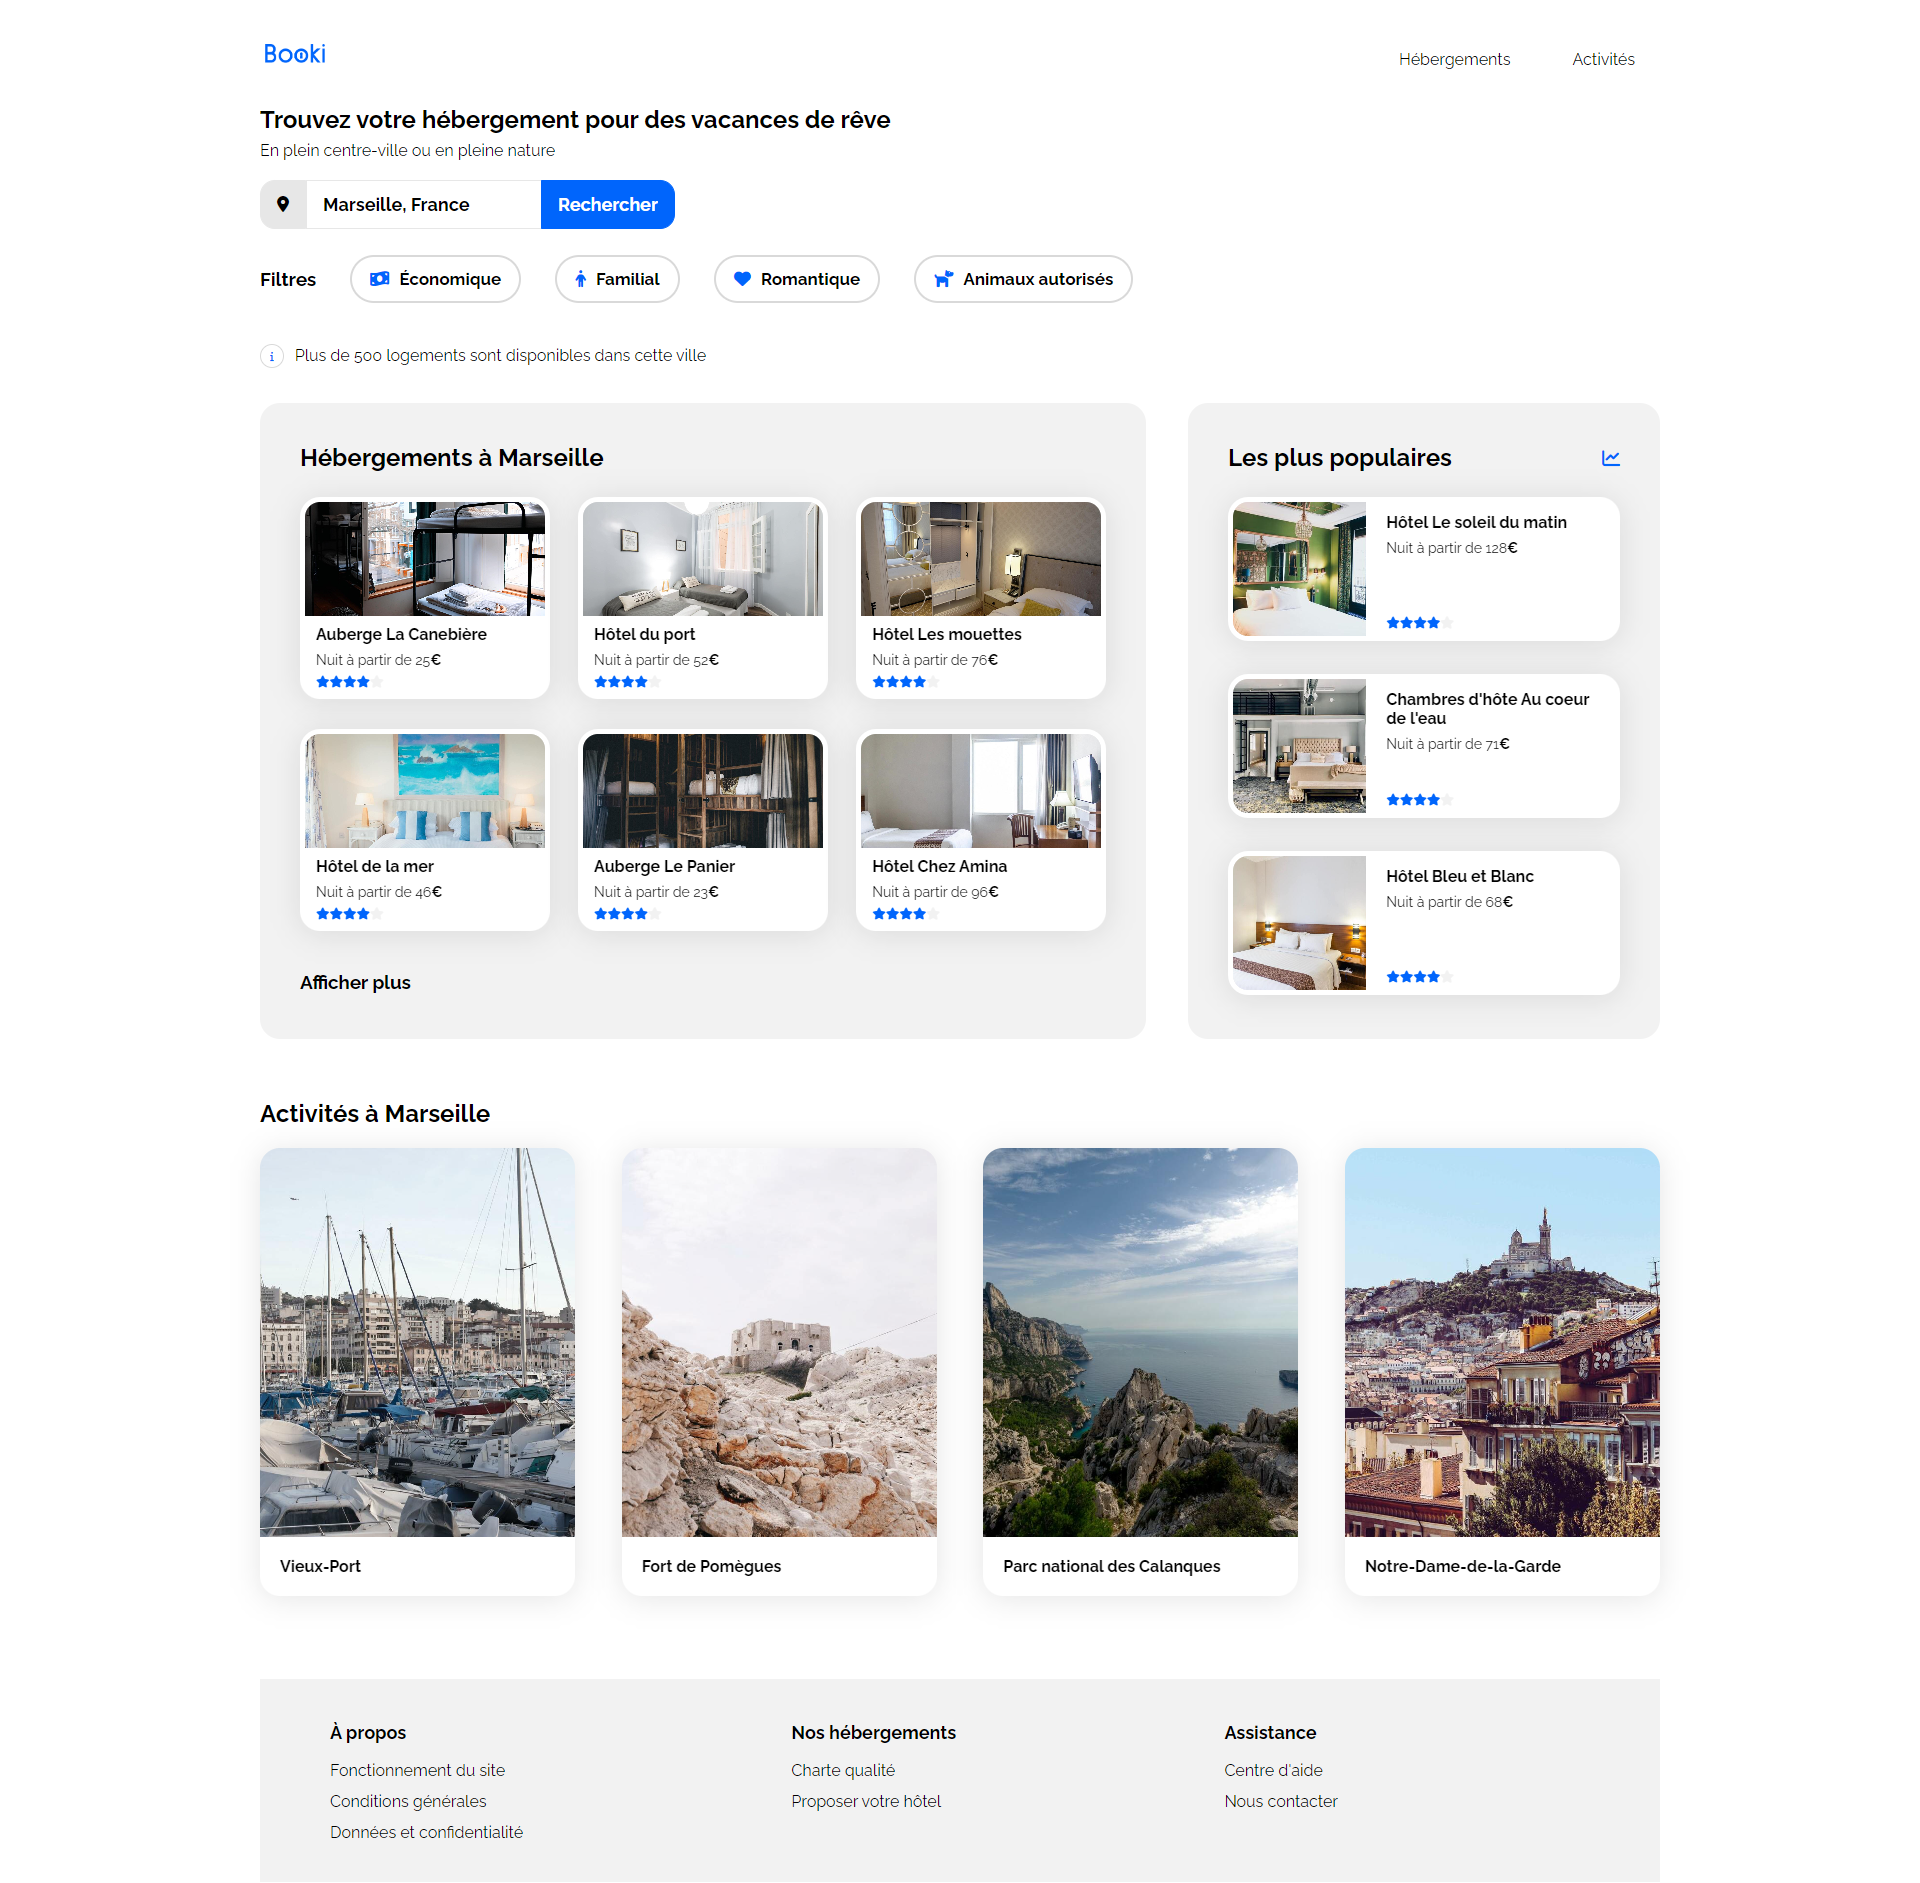 Booki
Hébergements
Activités
Trouvez votre hébergement pour des vacances de rêve
En plein centre-ville ou en pleine nature
Marseille, France
Rechercher
Filtres
Économique
Familial
Romantique
Animaux autorisés
i
Plus de 500 logements sont disponibles dans cette ville
Hébergements à Marseille
Auberge La Canebière
Nuit à partir de 25€
Hôtel du port
Nuit à partir de 52€
Hôtel Les mouettes
Nuit à partir de 76€
Hôtel de la mer
Nuit à partir de 46€
Auberge Le Panier
Nuit à partir de 23€
Hôtel Chez Amina
Nuit à partir de 96€
Afficher plus
Les plus populaires
Hôtel Le soleil du matin
Nuit à partir de 128€
Chambres d'hôte Au coeur
de l'eau
Nuit à partir de 71€
Hôtel Bleu et Blanc
Nuit à partir de 68€
Activités à Marseille
Vieux-Port
Fort de Pomègues
Parc national des Calanques
Notre-Dame-de-la-Garde
À propos
Fonctionnement du site
Conditions générales
Données et confidentialité
Nos hébergements
Charte qualité
Proposer votre hôtel
Assistance
Centre d'aide
Nous contacter